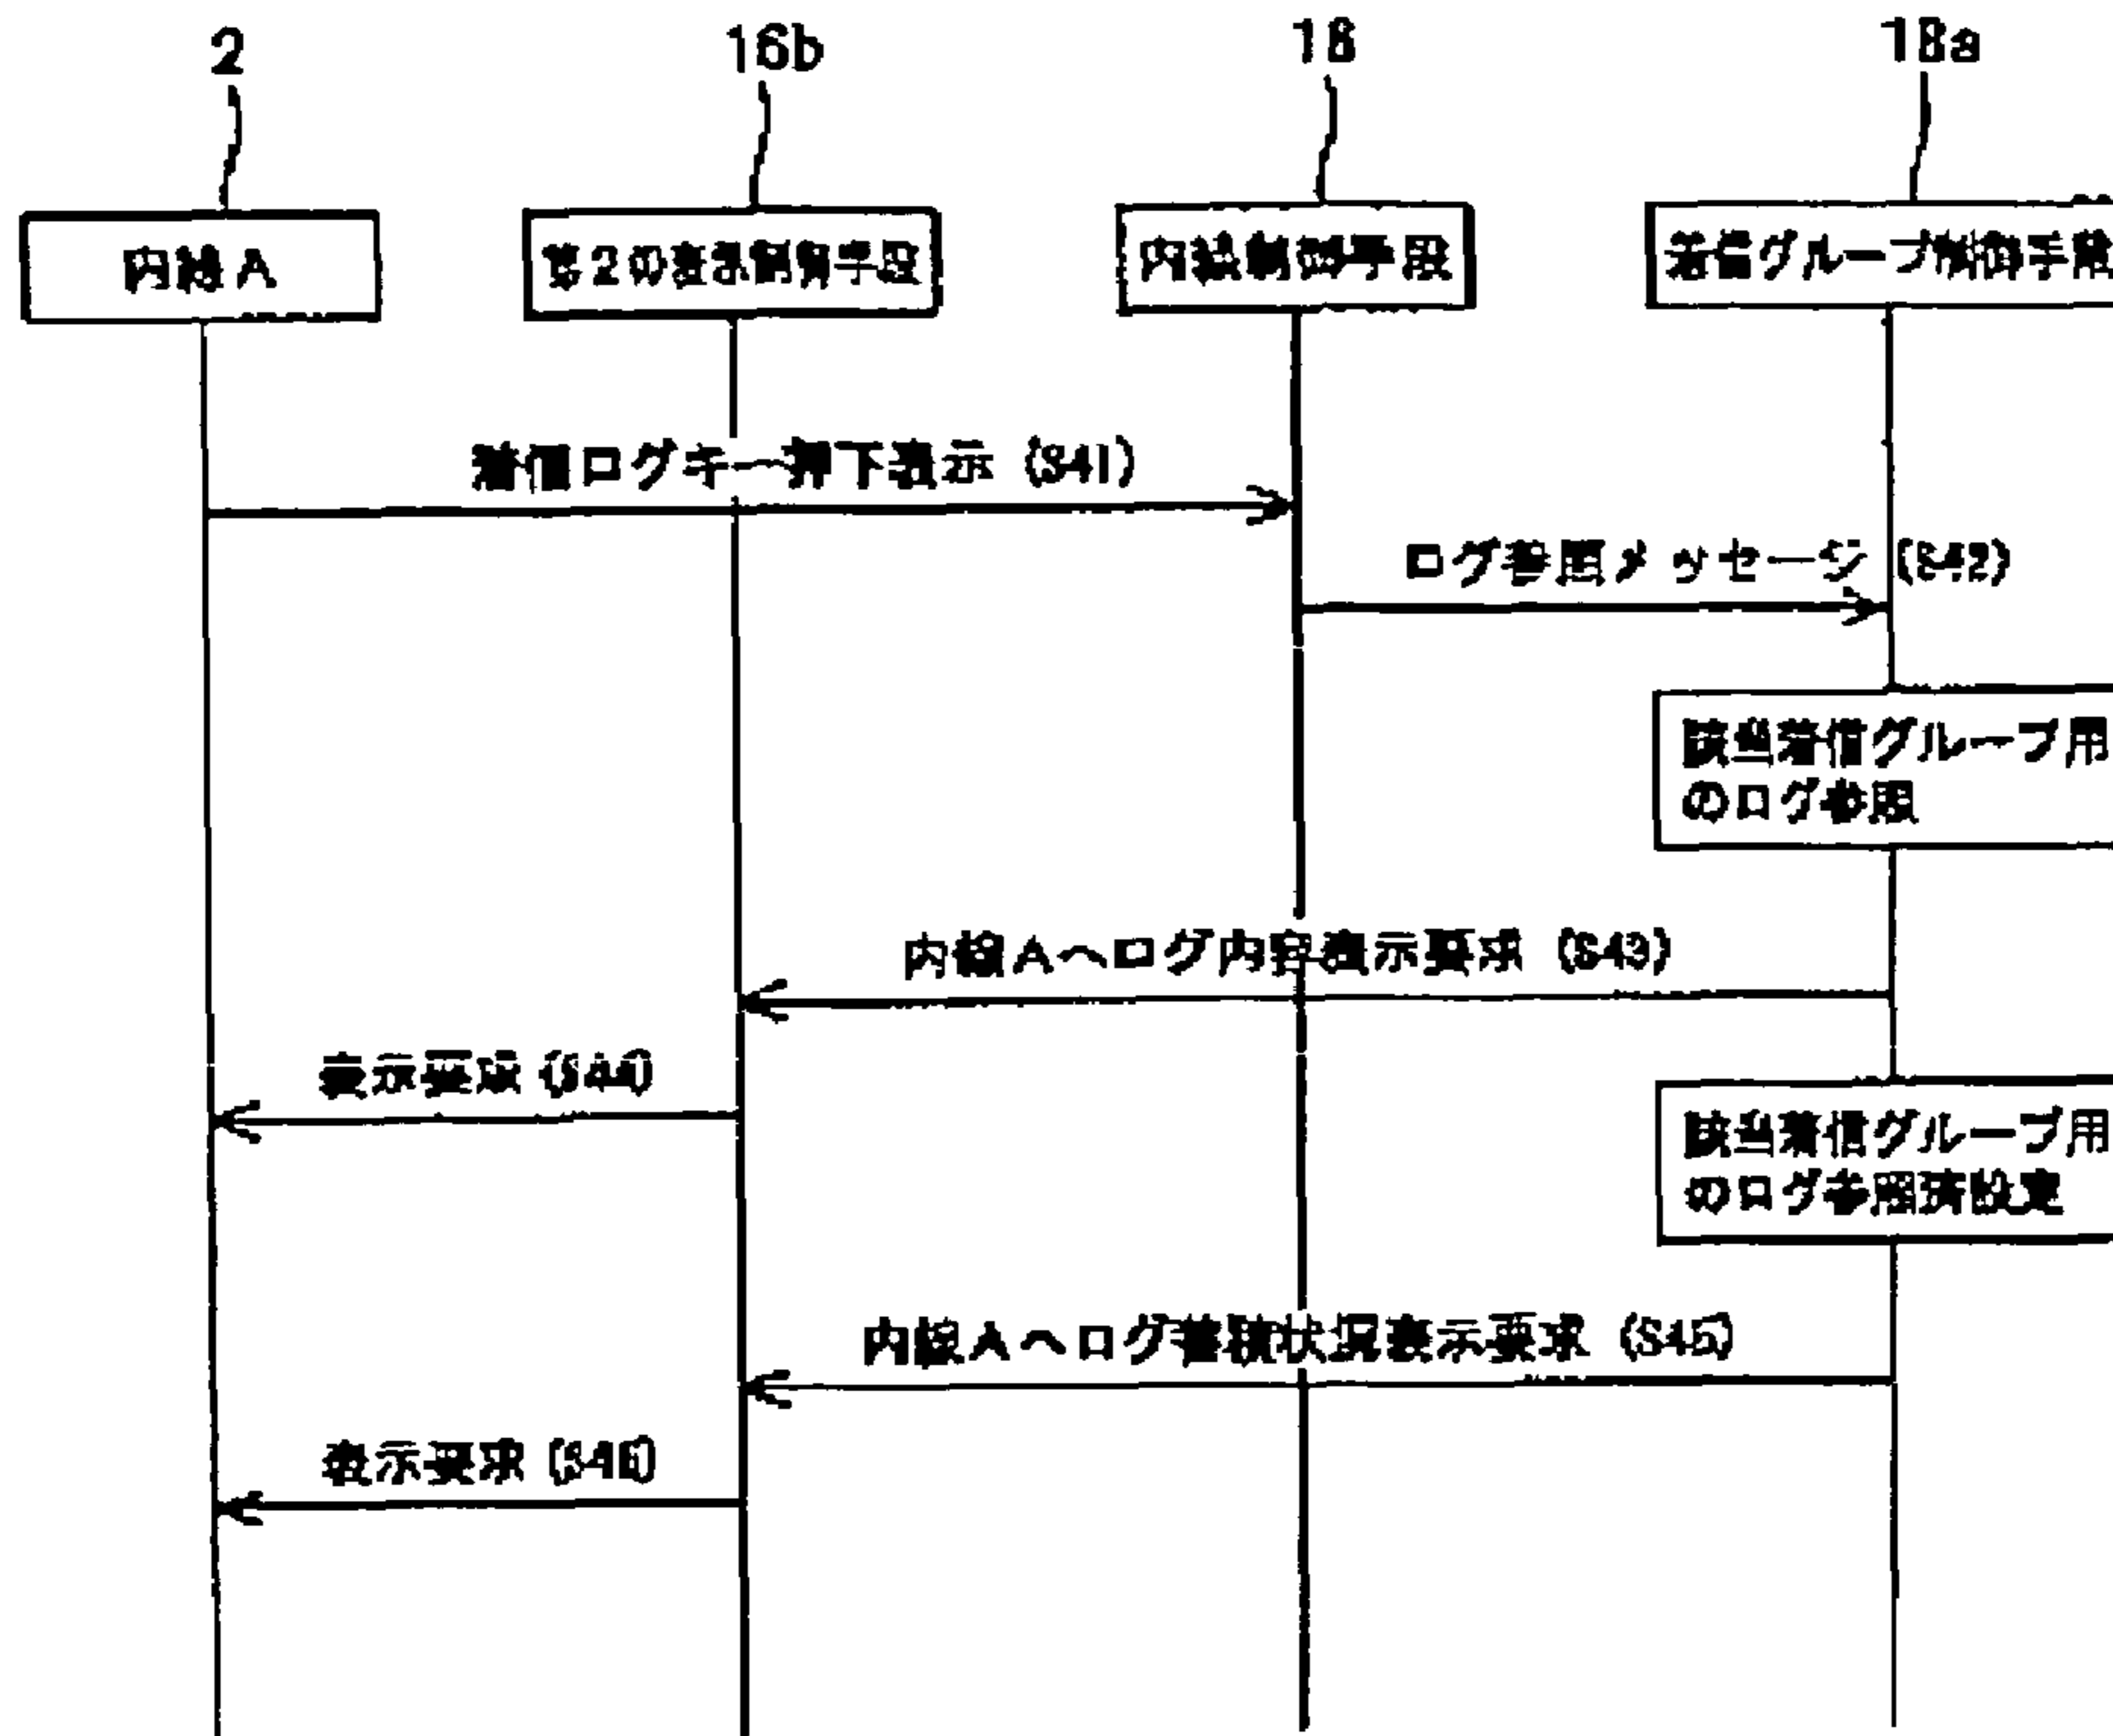 2
16b
18
18a
内線A
第2の表示制御手段
内線制御手段
着信グループ制御手段
着信ログキー押下表示 (S41)
ログ参照メッセージ (S42)
該当着信グループ用
のログ参照
内線Aへログ内容表示要求 (S43)
表示要求 (S44)
該当着信グループ用
のログ参照済設定
内線Aへログ蓄積状況表示要求 (S45)
表示要求 (S46)